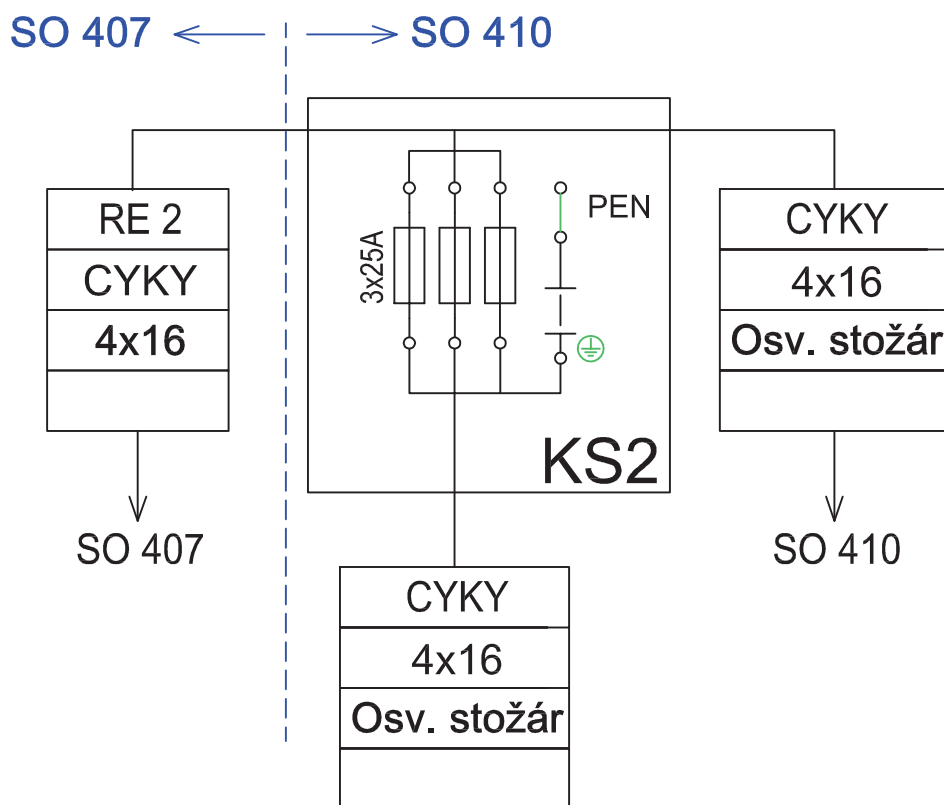 SO 407
SO 410
RE 2
CYKY
4x16
SO 407
3x25A
PEN
KS2
CYKY
4x16
Osv. stožár
SO 410
CYKY
4x16
Osv. stožár